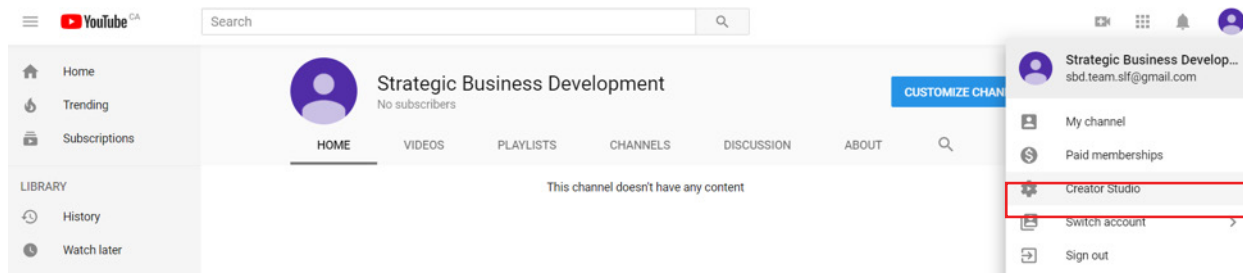 YouTube CA
Search
Home
Trending
Subscriptions
LIBRARY
History
Watch later
Strategic Business Development
No subscribers
CUSTOMIZE CHAN
HOME VIDEOS PLAYLISTS CHANNELS DISCUSSION ABOUT
This channel doesn't have any content
Strategic Business Develop...
sbd.team.slf@gmail.com
My channel
Paid memberships
Creator Studio
Switch account
Sign out